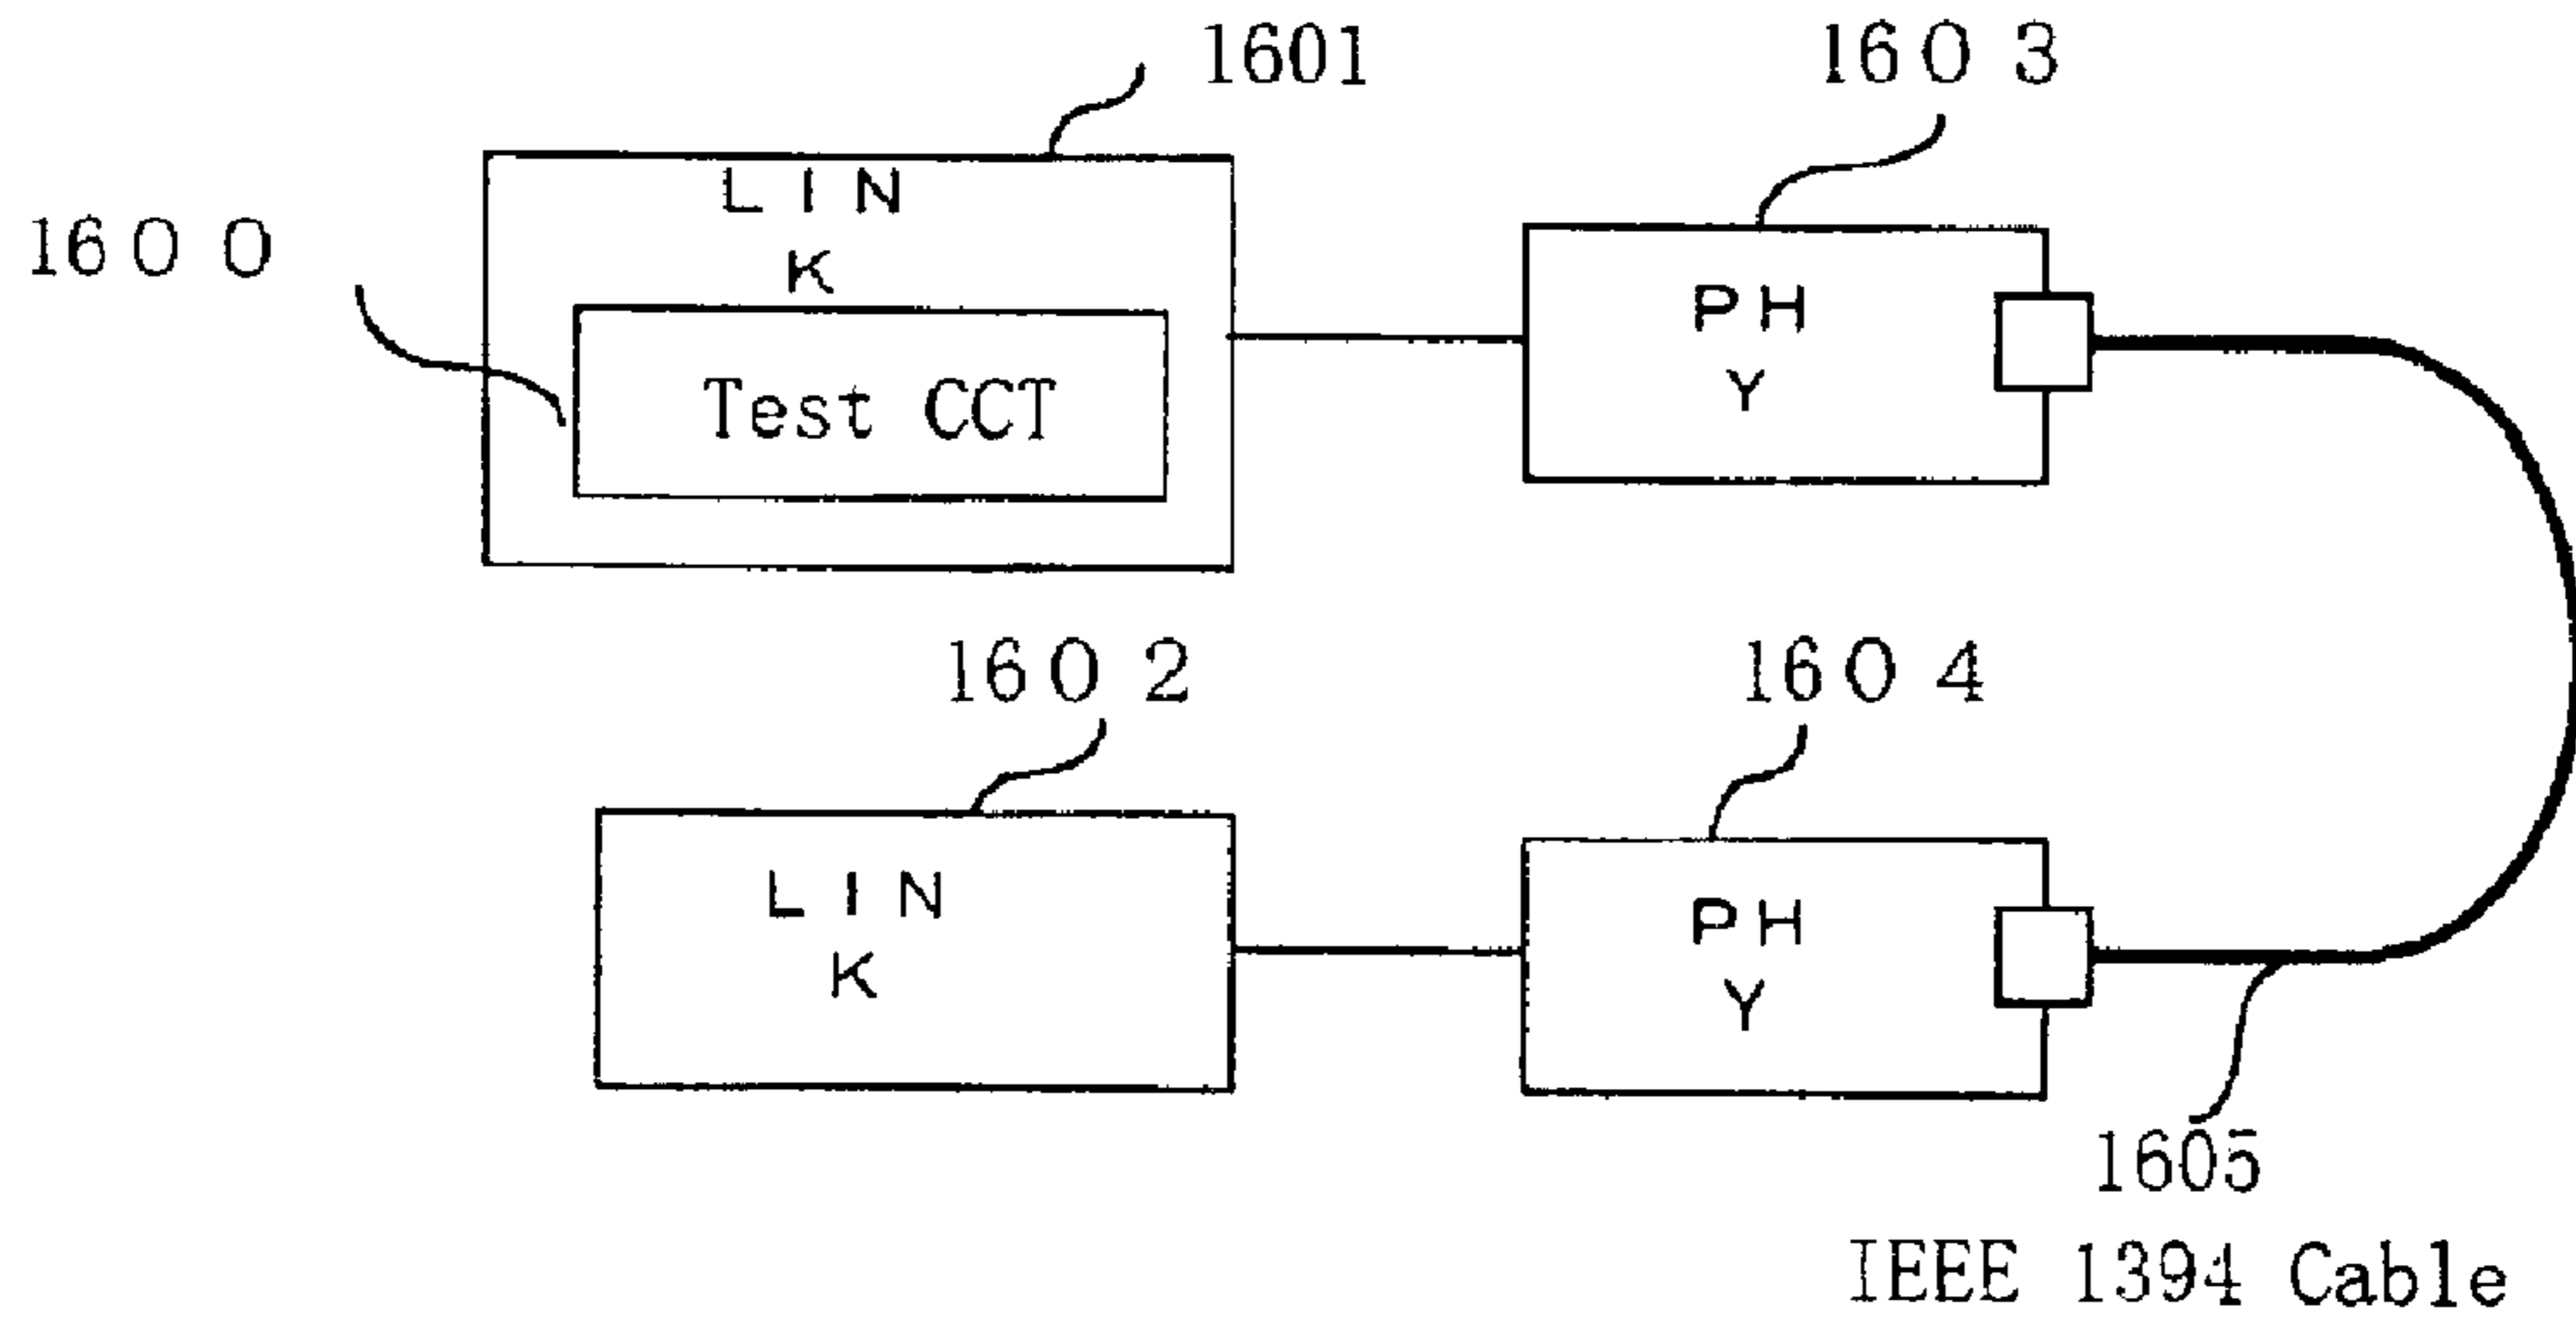 1601
1603
LIN
K
1600
PH
Y
Test CCT
1602
1604
LIN
K
PH
Y
1605
IEEE 1394 Cable